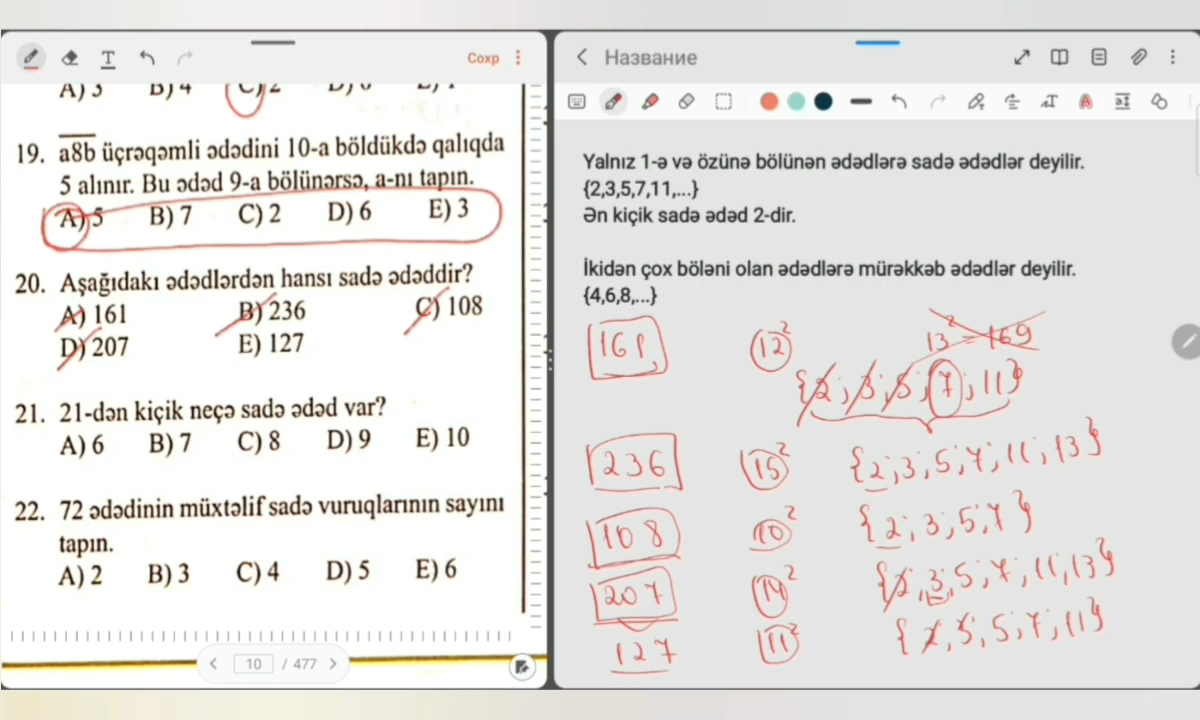 Сохр
Название
A) 3 B) 4 C) 2
19. a8b üçrəqəmli ədədini 10-a böldükdə qalıqda
5 alınır. Bu ədəd 9-a bölünərsə, a-nı tapın.
A) 5 B) 7 C) 2 D) 6 E) 3
20. Aşağıdakı ədədlərdən hansı sadə ədəddir?
A) 161 B) 236 C) 108
D) 207 E) 127
21. 21-dən kiçik neçə sadə ədəd var?
A) 6 B) 7 C) 8 D) 9 E) 10
22. 72 ədədinin müxtəlif sadə vuruqlarının sayını
tapın.
A) 2 B) 3 C) 4 D) 5 E) 6
10 / 477
Yalnız 1-ə və özünə bölünən ədədlərə sadə ədədlər deyilir.
{2,3,5,7,11,...}
Ən kiçik sadə ədəd 2-dir.
İkidən çox böləni olan ədədlərə mürəkkəb ədədlər deyilir.
{4,6,8,...}
161 12² 13² = 169
{2; 3; 5; 7; 11}
236 15² {2; 3; 5; 7; 11; 13}
108 10² {2; 3; 5; 7}
207 14² {2, 3, 5, 7, 11, 13}
127 11² {2, 3, 5, 7, 11}